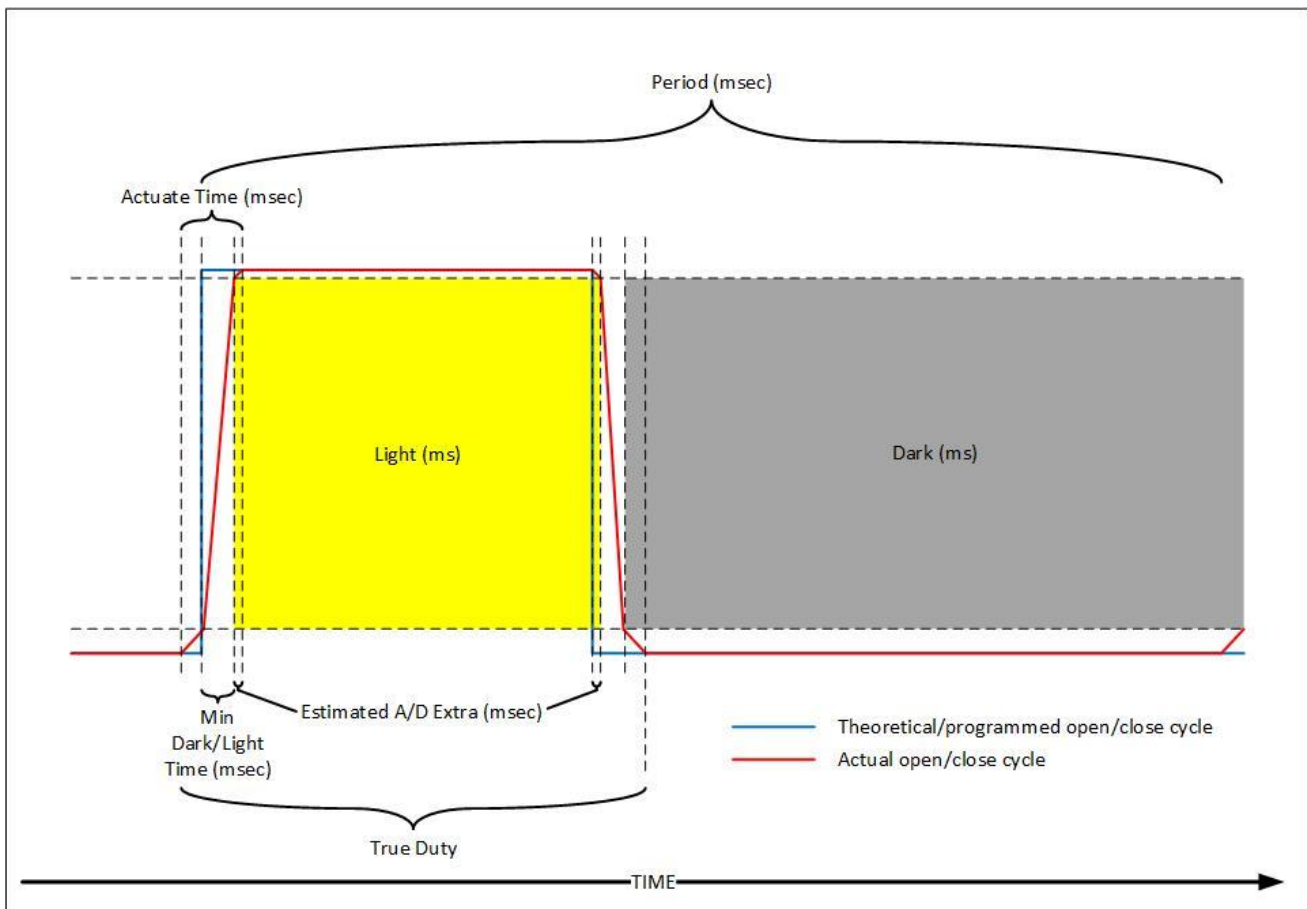 Period (msec)
Actuate Time (msec)
Light (ms)
Dark (ms)
Estimated A/D Extra (msec)
Min
Dark/Light
Time (msec)
Theoretical/programmed open/close cycle
Actual open/close cycle
True Duty
TIME